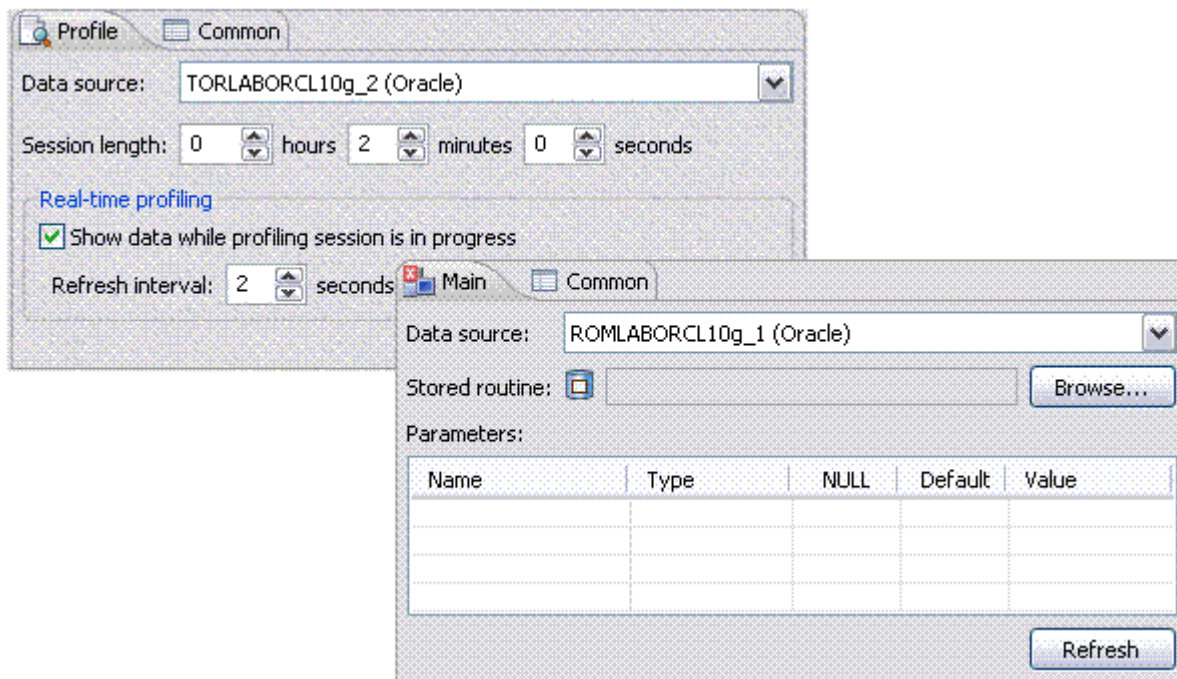 Profile Common
Data source: TORLABORCL10g_2 (Oracle)
Session length: 0 hours 2 minutes 0 seconds
Real-time profiling
Show data while profiling session is in progress
Refresh interval: 2 seconds
Main Common
Data source: ROMLABORCL10g_1 (Oracle)
Stored routine: Browse...
Parameters:
Name Type NULL Default Value
Refresh